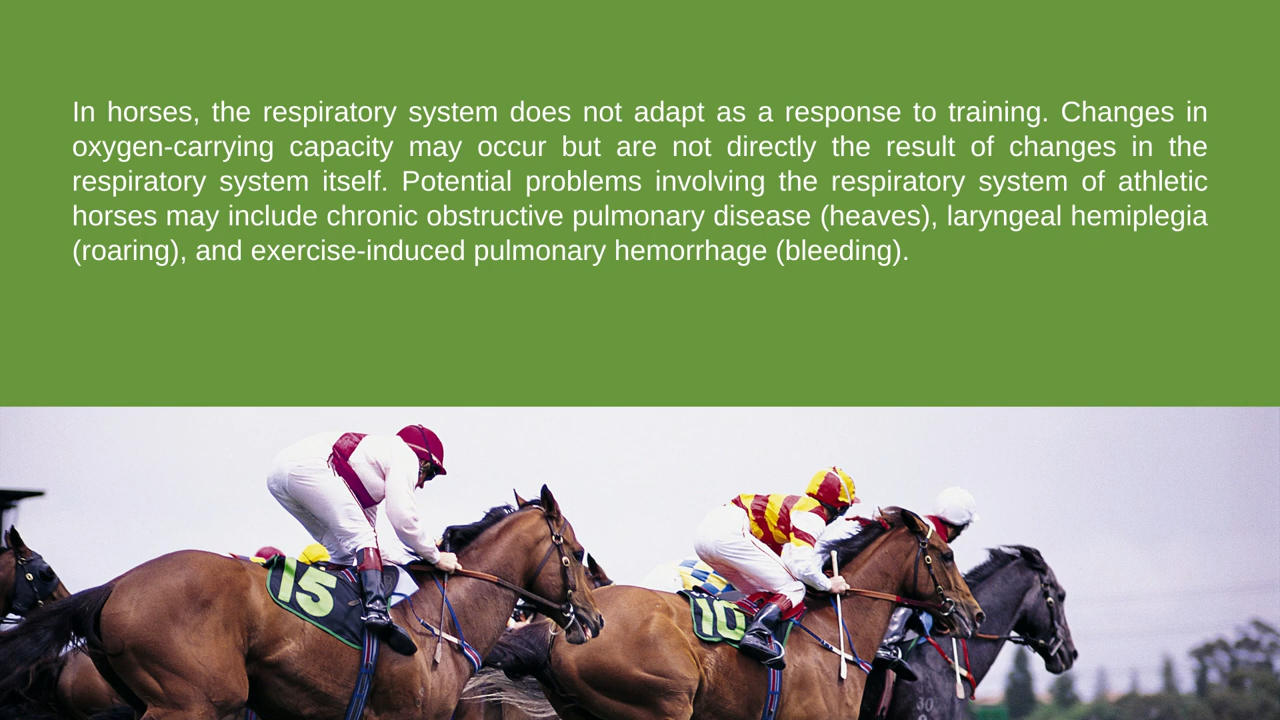 In horses, the respiratory system does not adapt as a response to training. Changes in
oxygen-carrying capacity may occur but are not directly the result of changes in the
respiratory system itself. Potential problems involving the respiratory system of athletic
horses may include chronic obstructive pulmonary disease (heaves), laryngeal hemiplegia
(roaring), and exercise-induced pulmonary hemorrhage (bleeding).
15
10
30